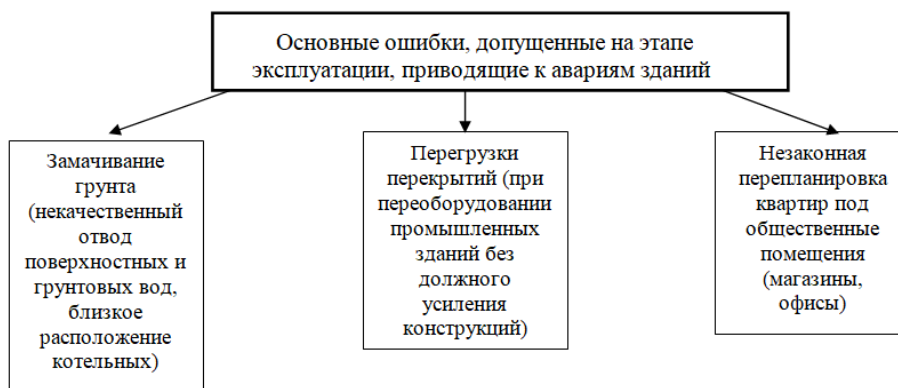 Основные ошибки, допущенные на этапе
эксплуатации, приводящие к авариям зданий
Замачивание
грунта
(некачественный
отвод
поверхностных и
грунтовых вод,
близкое
расположение
котельных)
Перегрузки
перекрытий (при
переоборудовании
промышленных
зданий без
должного
усиления
конструкций)
Незаконная
перепланировка
квартир под
общественные
помещения
(магазины,
офисы)